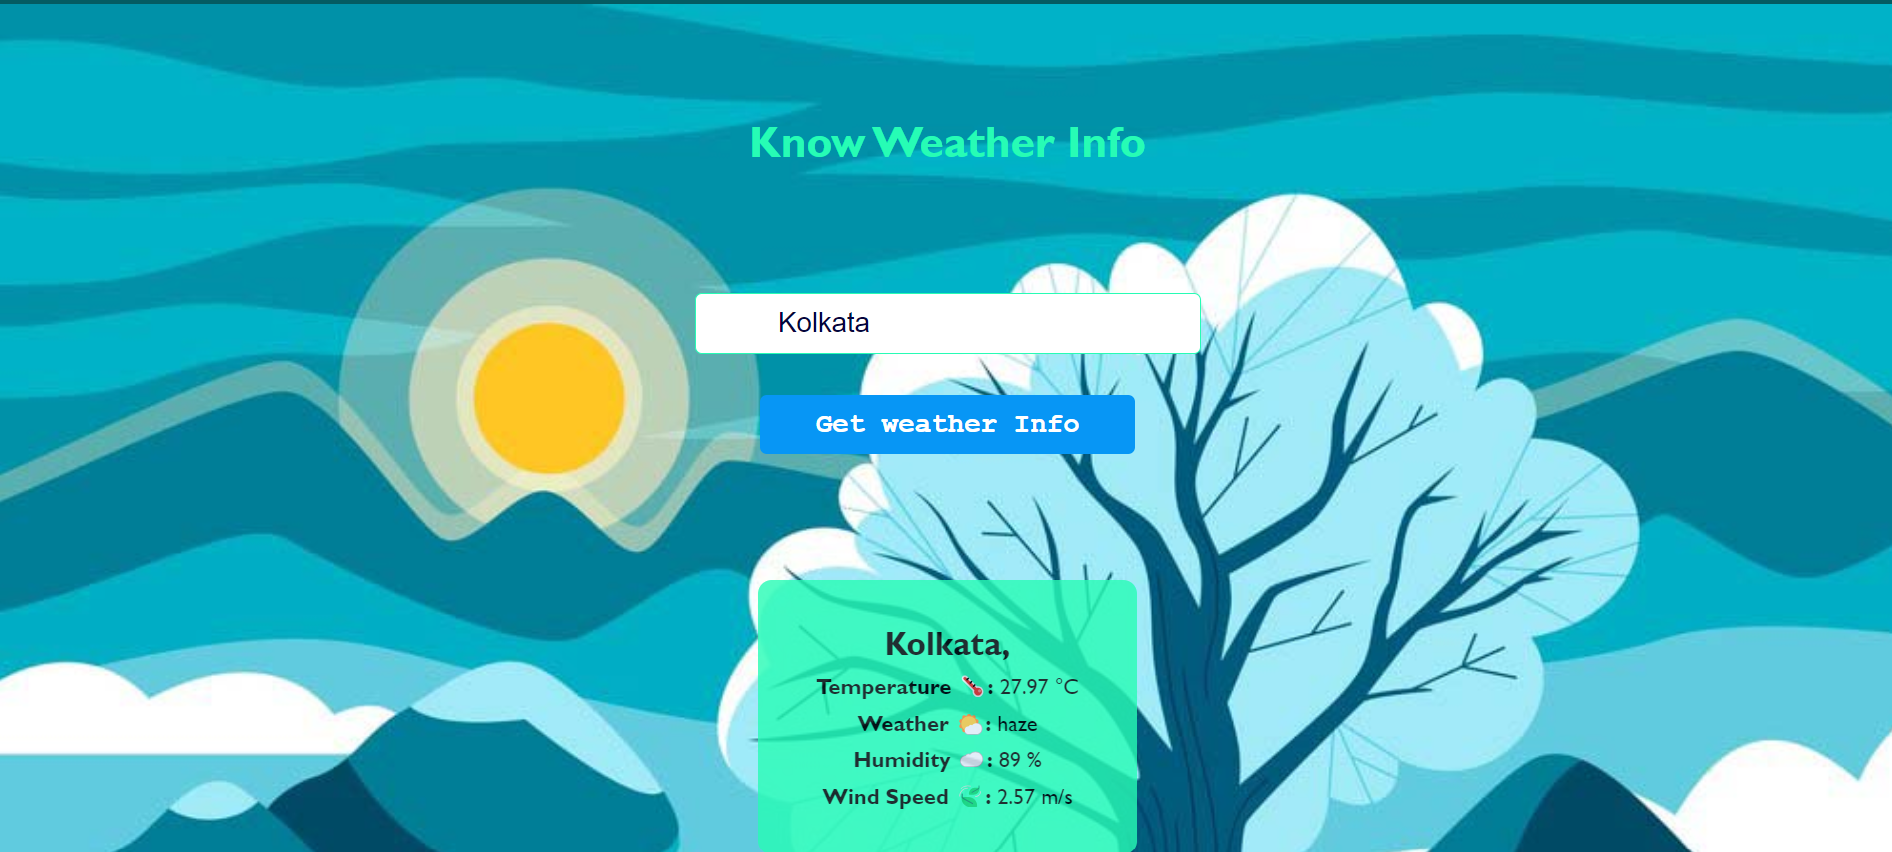 Know Weather Info
Kolkata
Get weather Info
Kolkata,
Temperature 🌡️: 27.97 °C
Weather 🌤️: haze
Humidity ☁️: 89 %
Wind Speed 🍃: 2.57 m/s